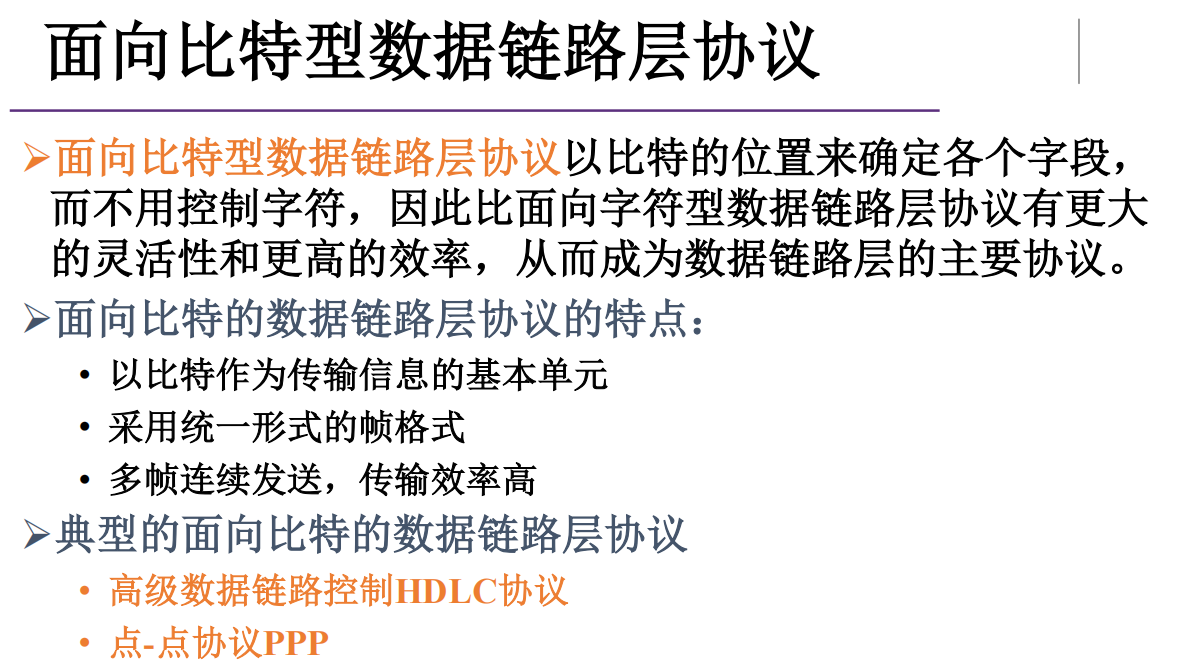 面向比特型数据链路层协议
➢面向比特型数据链路层协议以比特的位置来确定各个字段，
而不用控制字符，因此比面向字符型数据链路层协议有更大
的灵活性和更高的效率，从而成为数据链路层的主要协议。
➢面向比特的数据链路层协议的特点：
• 以比特作为传输信息的基本单元
• 采用统一形式的帧格式
• 多帧连续发送，传输效率高
➢典型的面向比特的数据链路层协议
• 高级数据链路控制HDLC协议
• 点-点协议PPP